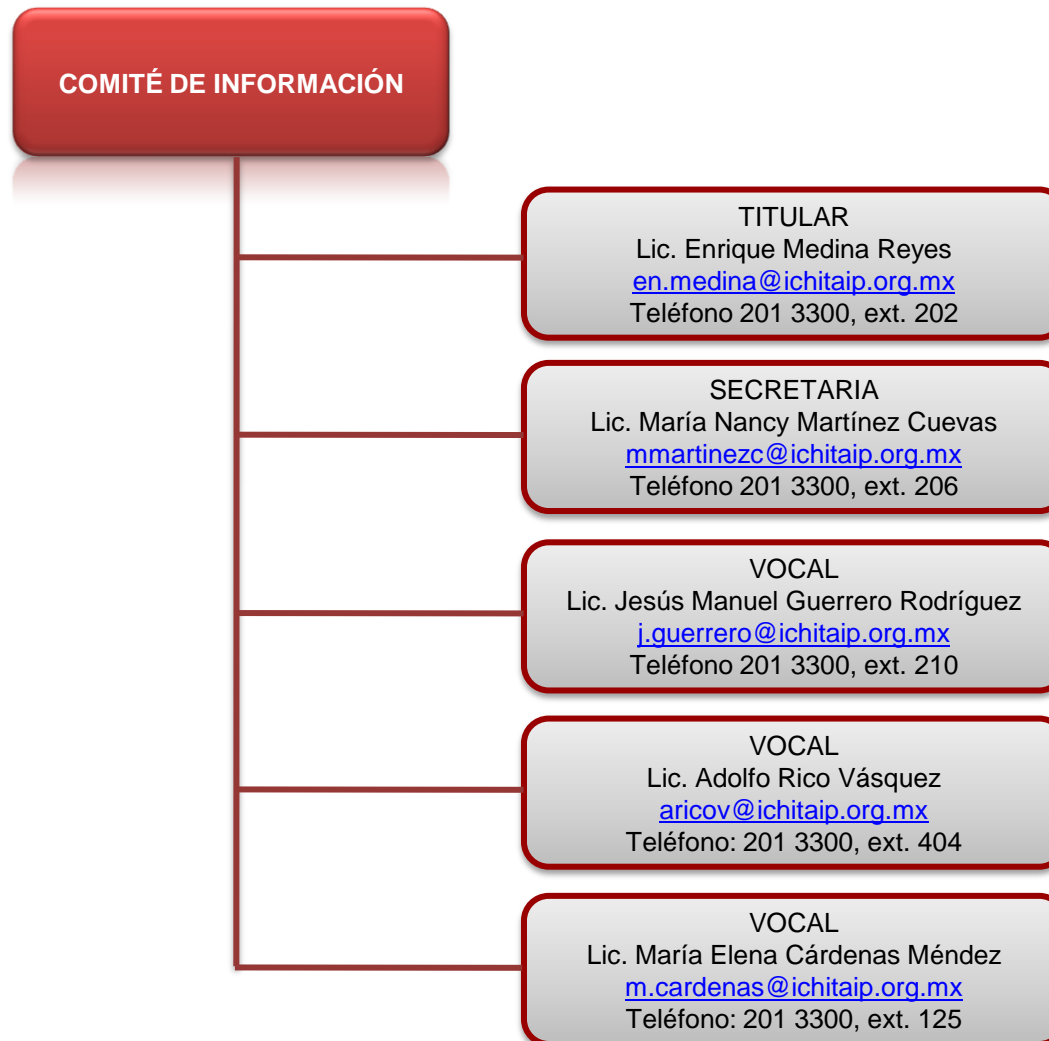 COMITÉ DE INFORMACIÓN
TITULAR
Lic. Enrique Medina Reyes
en.medina@ichitaip.org.mx
Teléfono 201 3300, ext. 202
SECRETARIA
Lic. María Nancy Martínez Cuevas
mmartinezc@ichitaip.org.mx
Teléfono 201 3300, ext. 206
VOCAL
Lic. Jesús Manuel Guerrero Rodríguez
j.guerrero@ichitaip.org.mx
Teléfono 201 3300, ext. 210
VOCAL
Lic. Adolfo Rico Vásquez
aricov@ichitaip.org.mx
Teléfono: 201 3300, ext. 404
VOCAL
Lic. María Elena Cárdenas Méndez
m.cardenas@ichitaip.org.mx
Teléfono: 201 3300, ext. 125